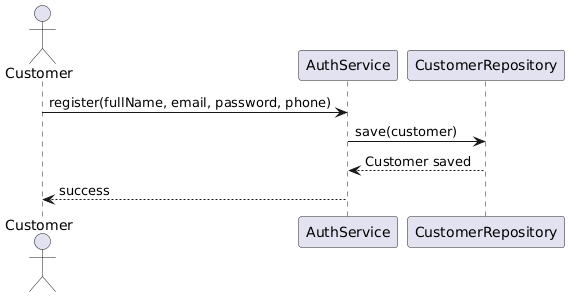 Customer
AuthService
CustomerRepository
register(fullName, email, password, phone)
save(customer)
Customer saved
success
Customer
AuthService
CustomerRepository